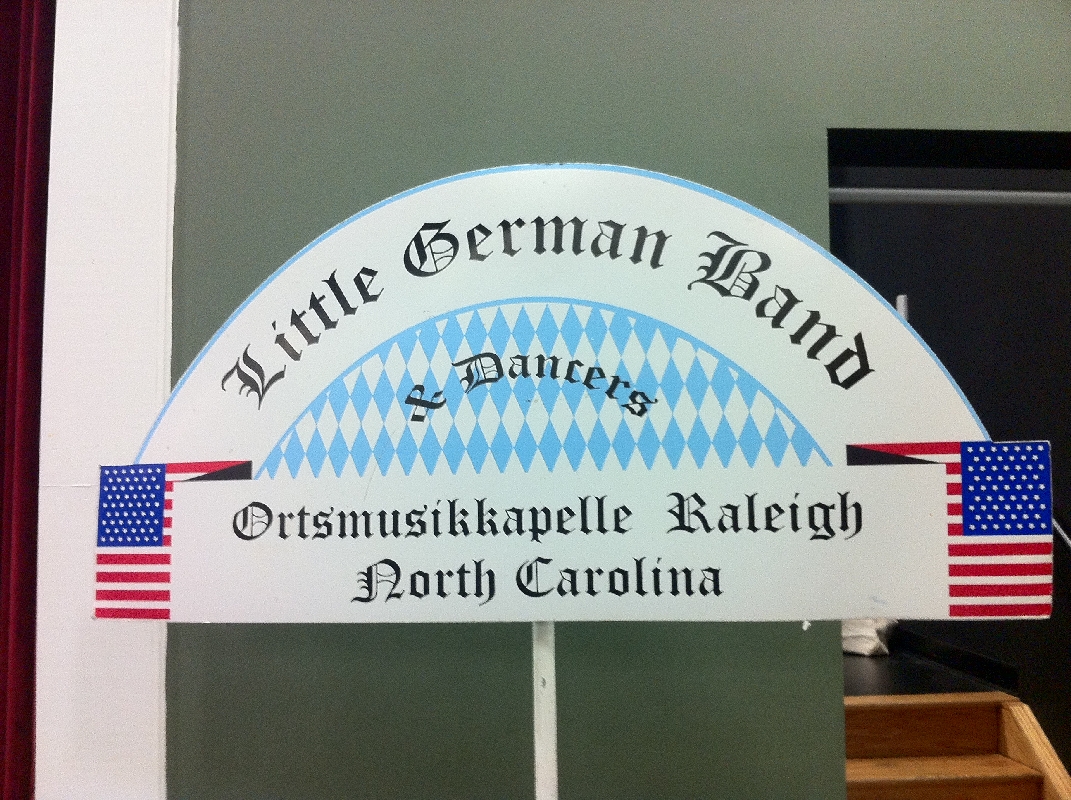 Little German Band
& Dancers
Ortsmusikkapelle Raleigh
North Carolina